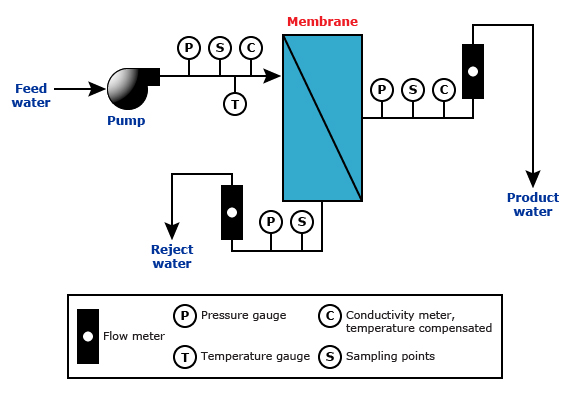 Membrane
P S C
T
Feed
water
Pump
P S C
Product
water
P S
Reject
water
Flow meter
P Pressure gauge
C Conductivity meter,
temperature compensated
T Temperature gauge
S Sampling points